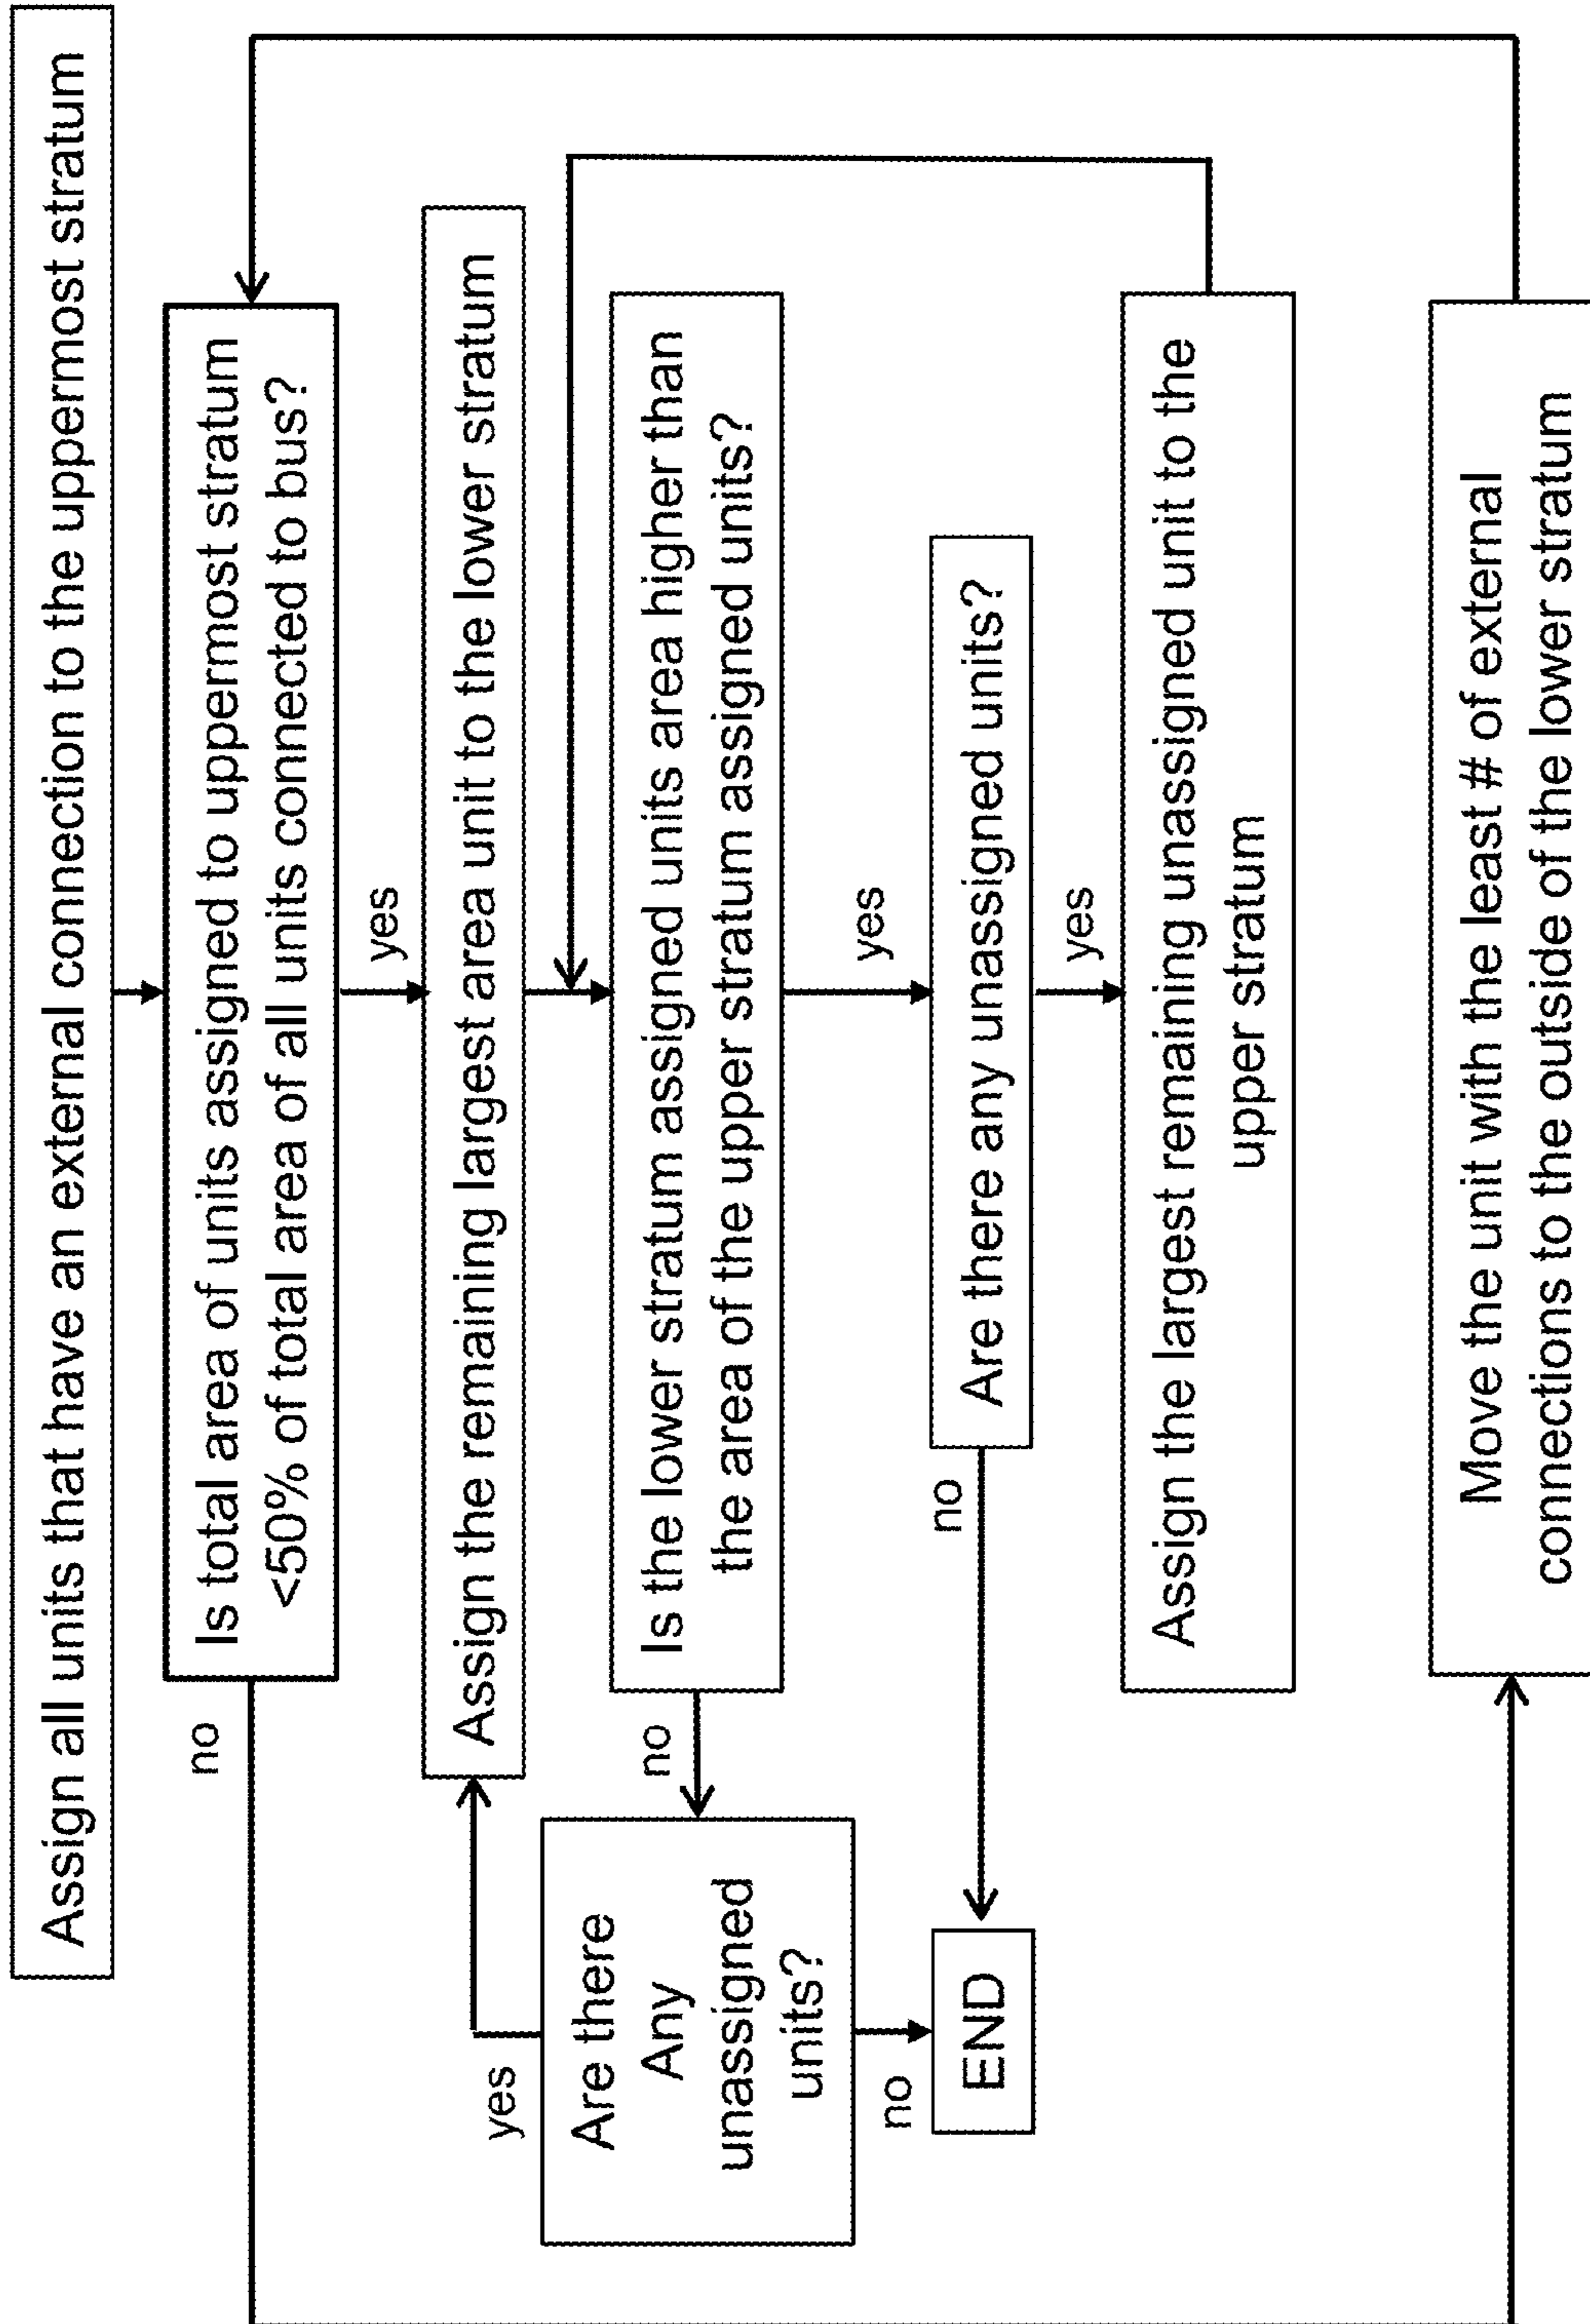 Assign all units that have an external connection to the uppermost stratum
Is total area of units assigned to uppermost stratum
<50% of total area of all units connected to bus?
no
yes
Assign the remaining largest area unit to the lower stratum
Is the lower stratum assigned units area higher than
the area of the upper stratum assigned units?
no
yes
Are there
Any
unassigned
units?
yes
no
END
Are there any unassigned units?
no
yes
Assign the largest remaining unassigned unit to the
upper stratum
Move the unit with the least # of external
connections to the outside of the lower stratum